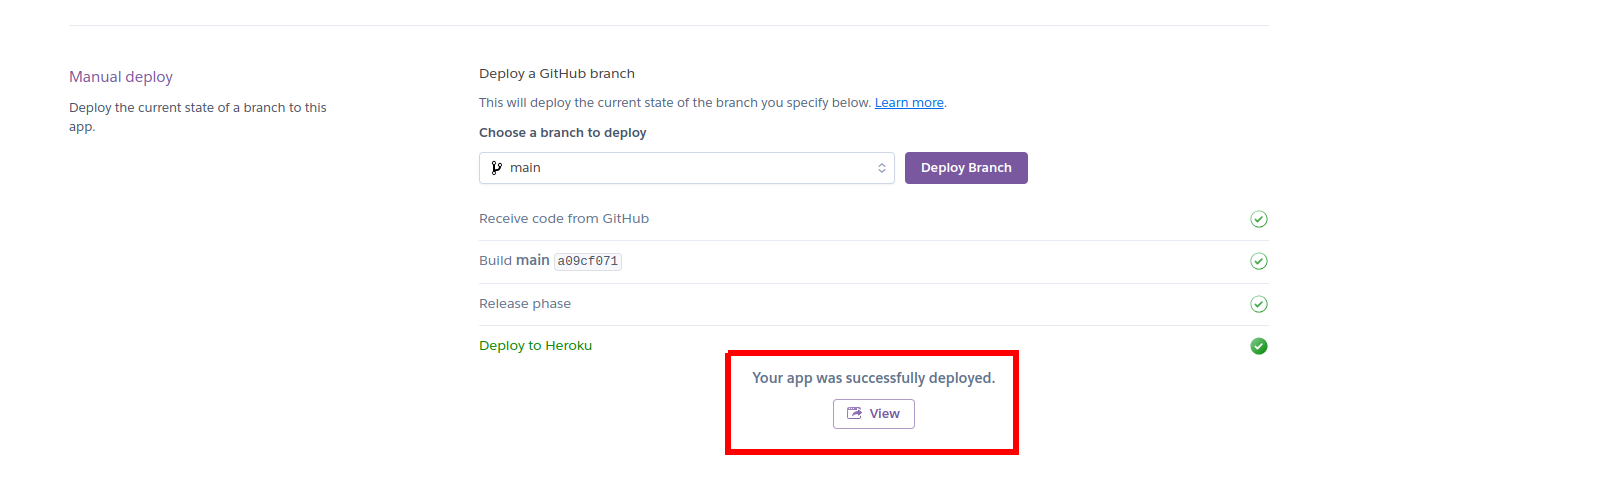 Manual deploy
Deploy the current state of a branch to this
app.
Deploy a GitHub branch
This will deploy the current state of the branch you specify below. Learn more.
Choose a branch to deploy
main
Deploy Branch
Receive code from GitHub
Build main a09cf071
Release phase
Deploy to Heroku
Your app was successfully deployed.
View